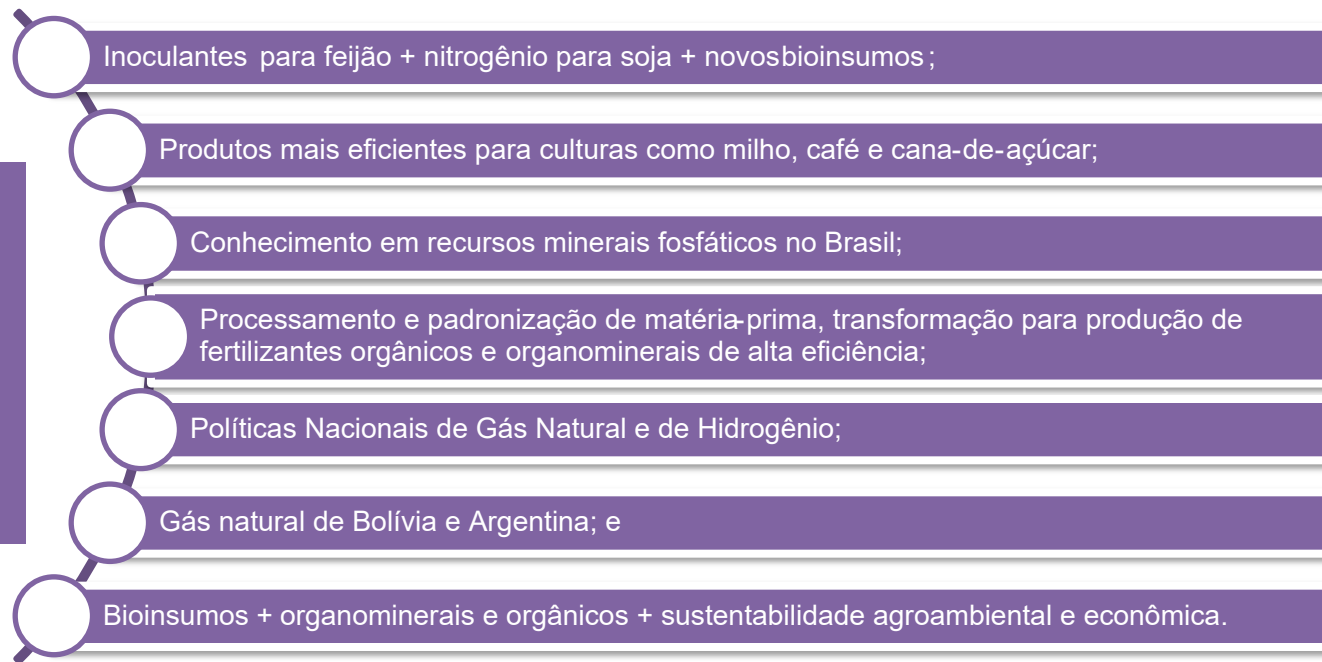 Inoculantes para feijão + nitrogênio para soja + novosbioinsumos;
Produtos mais eficientes para culturas como milho, café e cana-de-açúcar;
Conhecimento em recursos minerais fosfáticos no Brasil;
Processamento e padronização de matéria-prima, transformação para produção de
fertilizantes orgânicos e organominerais de alta eficiência;
Políticas Nacionais de Gás Natural e de Hidrogênio;
Gás natural de Bolívia e Argentina; e
Bioinsumos + organominerais e orgânicos + sustentabilidade agroambiental e econômica.